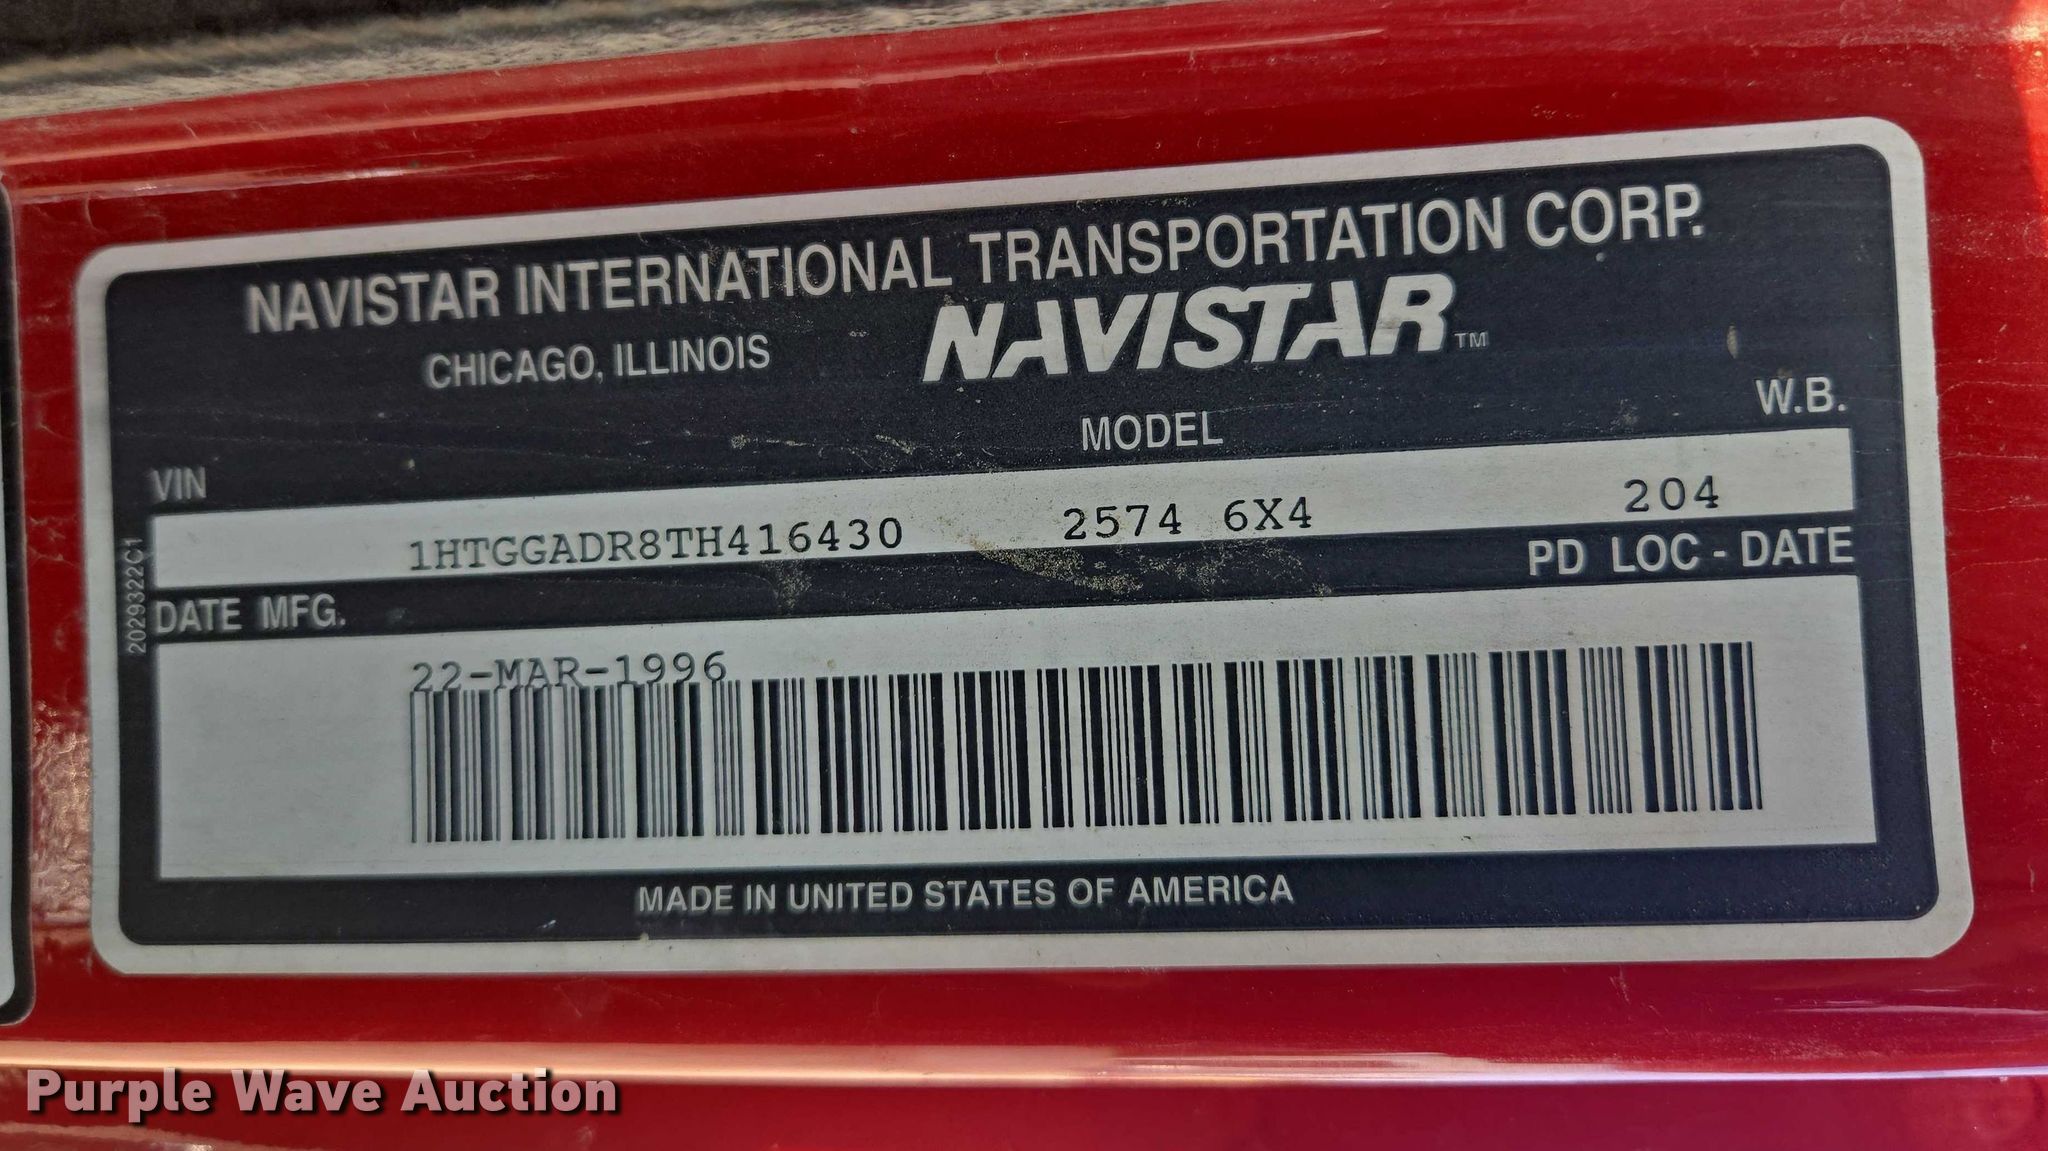 NAVISTAR INTERNATIONAL TRANSPORTATION CORP.
CHICAGO, ILLINOIS
NAVISTAR™
VIN
MODEL
W.B.
1HTGGADR8TH416430 2574 6X4 204
DATE MFG.
PD LOC - DATE
2029322C1
22-MAR-1996
MADE IN UNITED STATES OF AMERICA
Purple Wave Auction